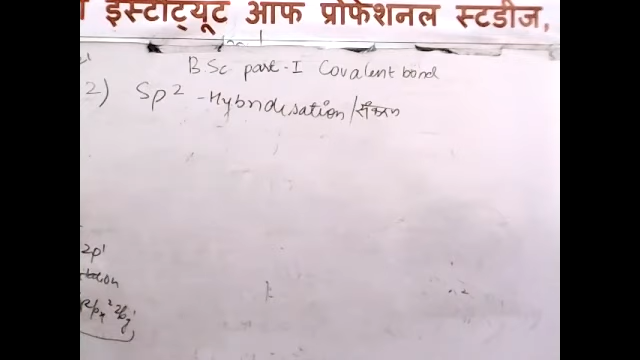 इंस्टीट्यूट आफ प्रोफेशनल स्टडीज,
B.Sc. part - I Covalent bond
2) Sp² - Hybridisation/संकरण
2p¹